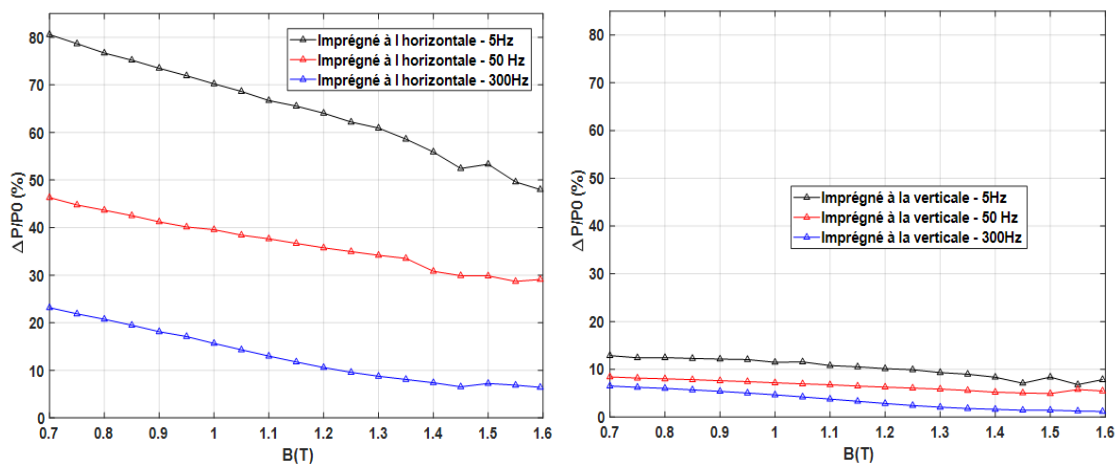 Imprégné à l horizontale - 5Hz
Imprégné à l horizontale - 50 Hz
Imprégné à l horizontale - 300Hz
ΔP/P0 (%)
80
70
60
50
40
30
20
10
0
0.7 0.8 0.9 1 1.1 1.2 1.3 1.4 1.5 1.6
B(T)
Imprégné à la verticale - 5Hz
Imprégné à la verticale - 50 Hz
Imprégné à la verticale - 300Hz
ΔP/P0 (%)
80
70
60
50
40
30
20
10
0
0.7 0.8 0.9 1 1.1 1.2 1.3 1.4 1.5 1.6
B(T)